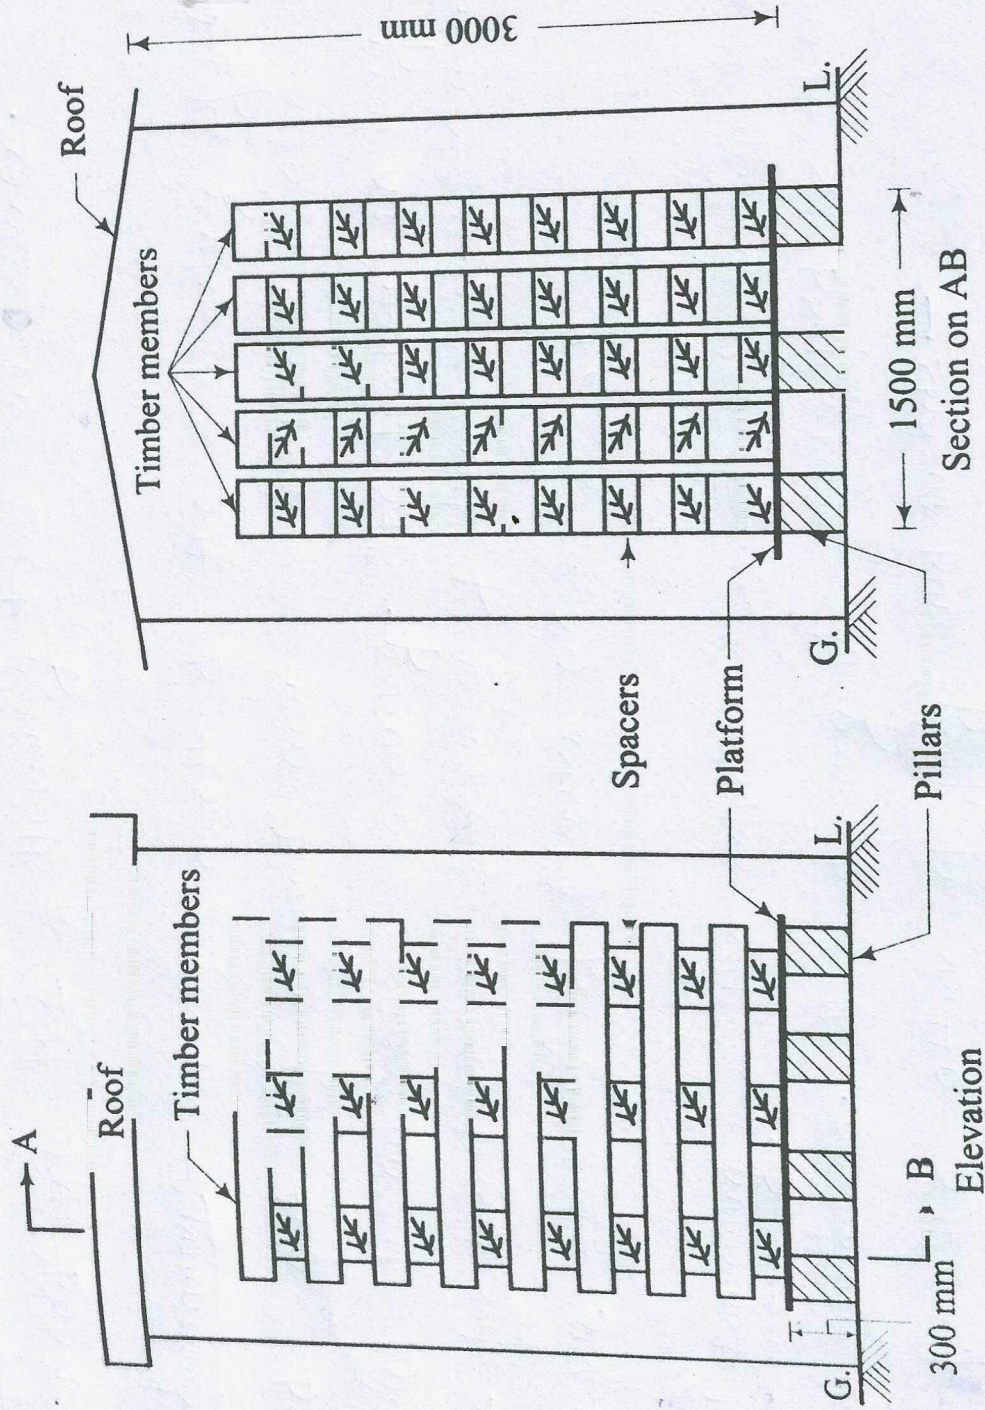 A
Roof
Timber members
G.
L.
300 mm
B
Elevation
Spacers
Platform
Pillars
Roof
Timber members
3000 mm
G.
L.
1500 mm
Section on AB